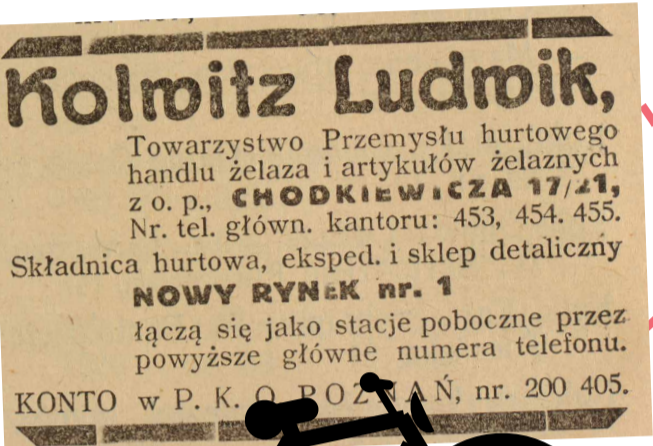 Kolwitz Ludwik,
Towarzystwo Przemysłu hurtowego
handlu żelaza i artykułów żelaznych
z o. p., CHODKIEWICZA 17/21,
Nr. tel. główn. kantoru: 453, 454. 455.
Składnica hurtowa, eksped. i sklep detaliczny
NOWY RYNEK nr. 1
łączą się jako stacje poboczne przez
powyższe główne numera telefonu.
KONTO w P. K. O. POZNAŃ, nr. 200 405.